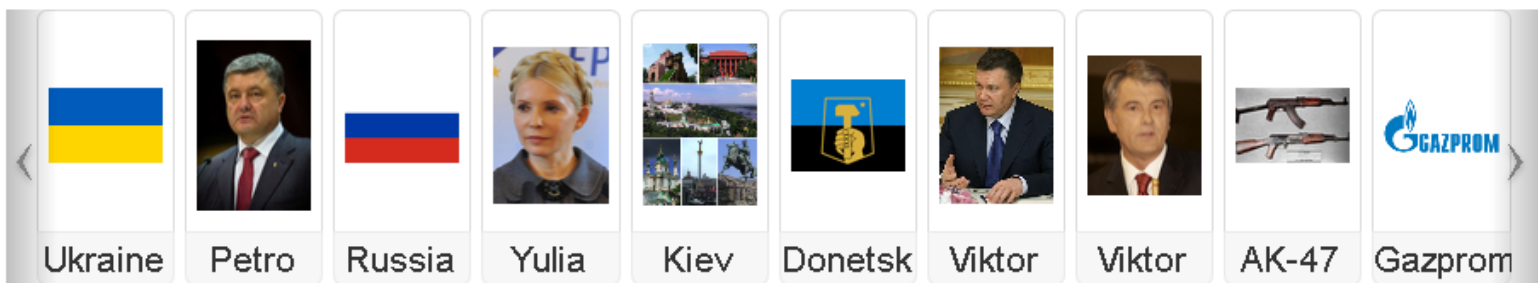 GAZPROM
Ukraine Petro Russia Yulia Kiev Donetsk Viktor Viktor AK-47 Gazprom